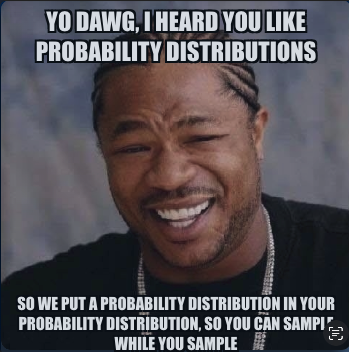 YO DAWG, I HEARD YOU LIKE
PROBABILITY DISTRIBUTIONS
SO WE PUT A PROBABILITY DISTRIBUTION IN YOUR
PROBABILITY DISTRIBUTION, SO YOU CAN SAMPLE
WHILE YOU SAMPLE